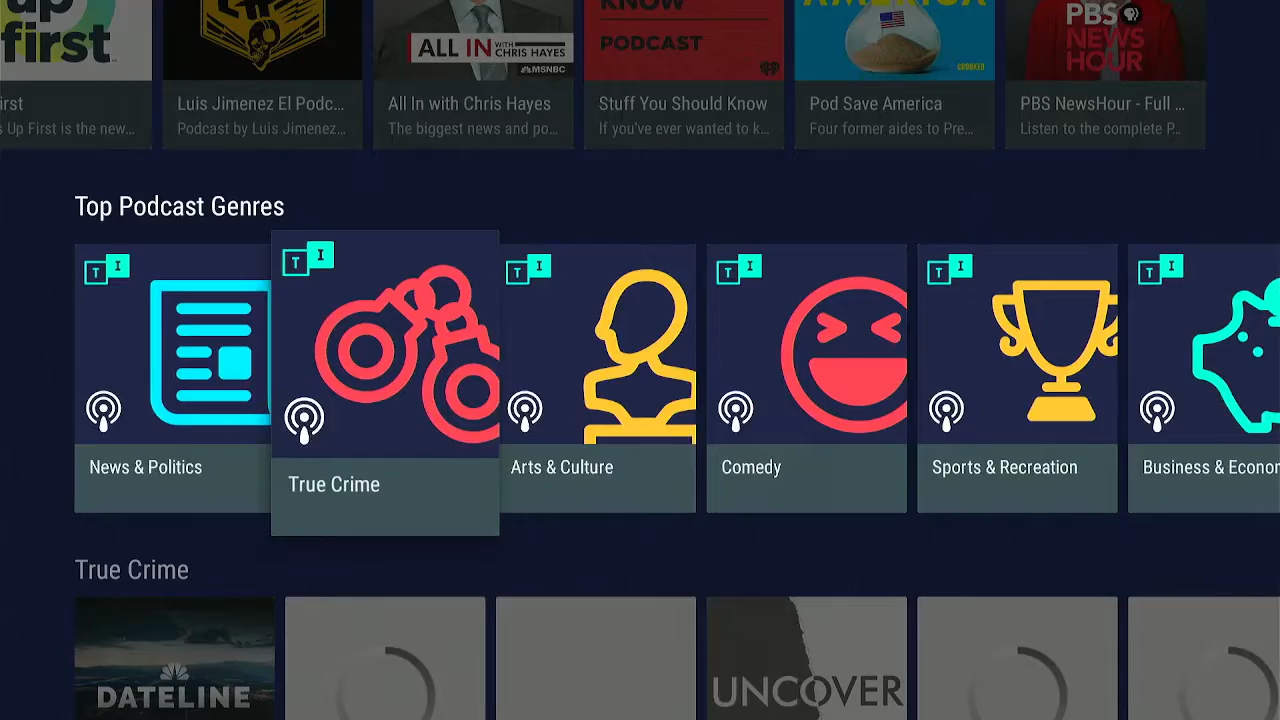 up
first
ALL IN WITH CHRIS HAYES
MSNBC
KNOW
PODCAST
AMERICA
CROOKED
PBS
NEWS
HOUR
irst
s Up First is the new...
Luis Jimenez El Podc...
Podcast by Luis Jimenez...
All In with Chris Hayes
The biggest news and po...
Stuff You Should Know
If you've ever wanted to k...
Pod Save America
Four former aides to Pre...
PBS NewsHour - Full ...
Listen to the complete P...
Top Podcast Genres
T I
T I
T I
T I
T I
T I
News & Politics
True Crime
Arts & Culture
Comedy
Sports & Recreation
Business & Econor
True Crime
DATELINE
UNCOVER